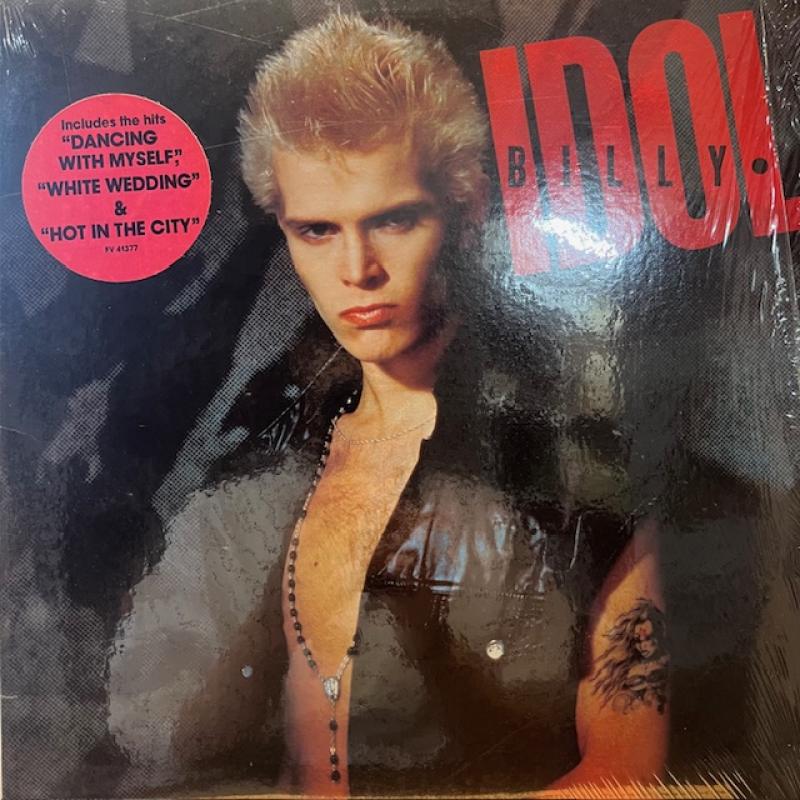 IDOL
BILLY•
Includes the hits
“DANCING
WITH MYSELF”,
“WHITE WEDDING”
&
“HOT IN THE CITY”
FV 41377